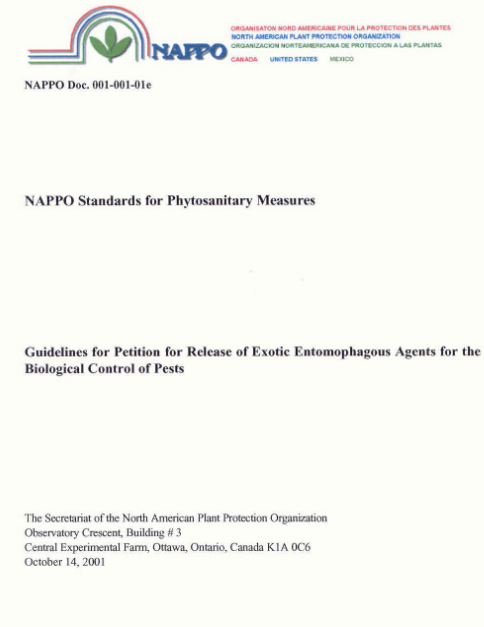 NAPPO
ORGANISATON NORD AMERICAINE POUR LA PROTECTION DES PLANTES
NORTH AMERICAN PLANT PROTECTION ORGANIZATION
ORGANIZACION NORTEAMERICANA DE PROTECCION A LAS PLANTAS
CANADA UNITED STATES MEXICO
NAPPO Doc. 001-001-01e
NAPPO Standards for Phytosanitary Measures
Guidelines for Petition for Release of Exotic Entomophagous Agents for the
Biological Control of Pests
The Secretariat of the North American Plant Protection Organization
Observatory Crescent, Building # 3
Central Experimental Farm, Ottawa, Ontario, Canada K1A 0C6
October 14, 2001